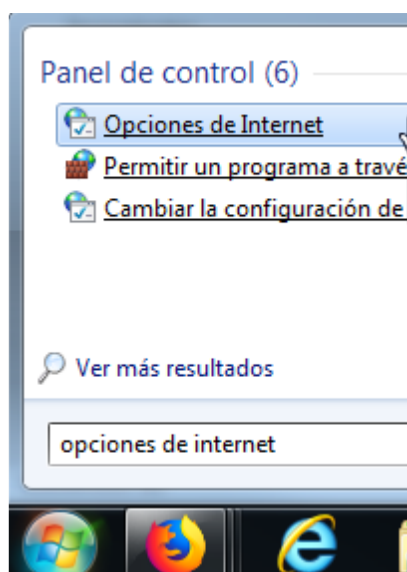 Panel de control (6)
Opciones de Internet
Permitir un programa a travé
Cambiar la configuración de
Ver más resultados
opciones de internet